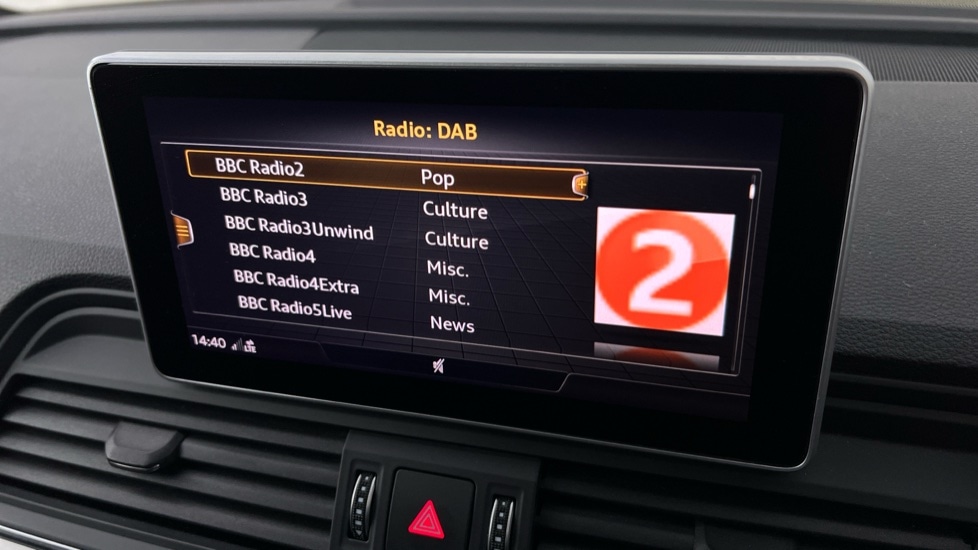 Radio: DAB
BBC Radio2 Pop
BBC Radio3 Culture
BBC Radio3Unwind Culture
BBC Radio4 Misc.
BBC Radio4Extra Misc.
BBC Radio5Live News
2
14:40 LTE